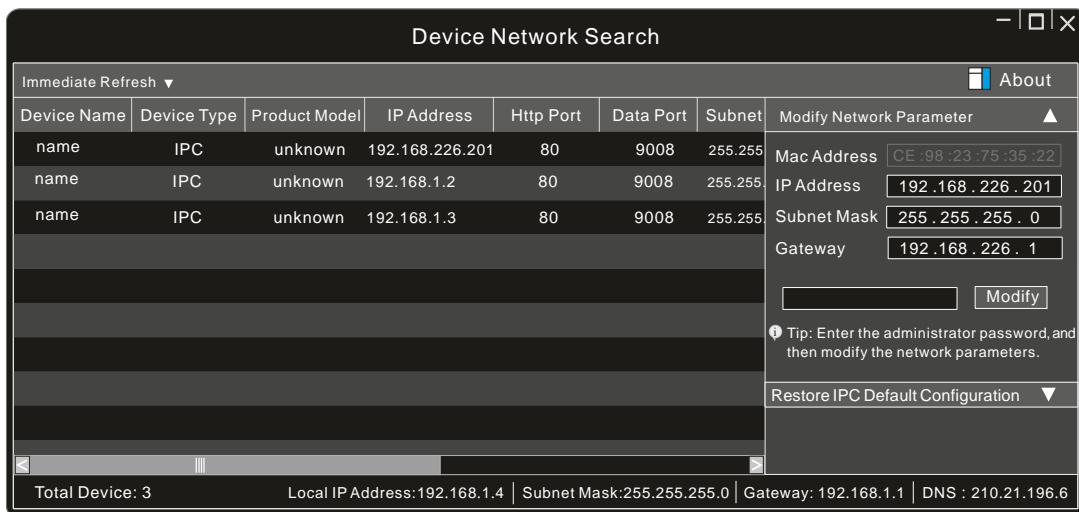 Device Network Search
Immediate Refresh ▼
About
Device Name Device Type Product Model IP Address Http Port Data Port Subnet
name IPC unknown 192.168.226.201 80 9008 255.255
name IPC unknown 192.168.1.2 80 9008 255.255.
name IPC unknown 192.168.1.3 80 9008 255.255.
Modify Network Parameter ▲
Mac Address CE :98 :23 :75 :35 :22
IP Address 192 .168 . 226 . 201
Subnet Mask 255 . 255 . 255 . 0
Gateway 192 .168 . 226 . 1
Modify
Tip: Enter the administrator password, and
then modify the network parameters.
Restore IPC Default Configuration ▼
Total Device: 3 Local IP Address:192.168.1.4 Subnet Mask:255.255.255.0 Gateway: 192.168.1.1 DNS : 210.21.196.6